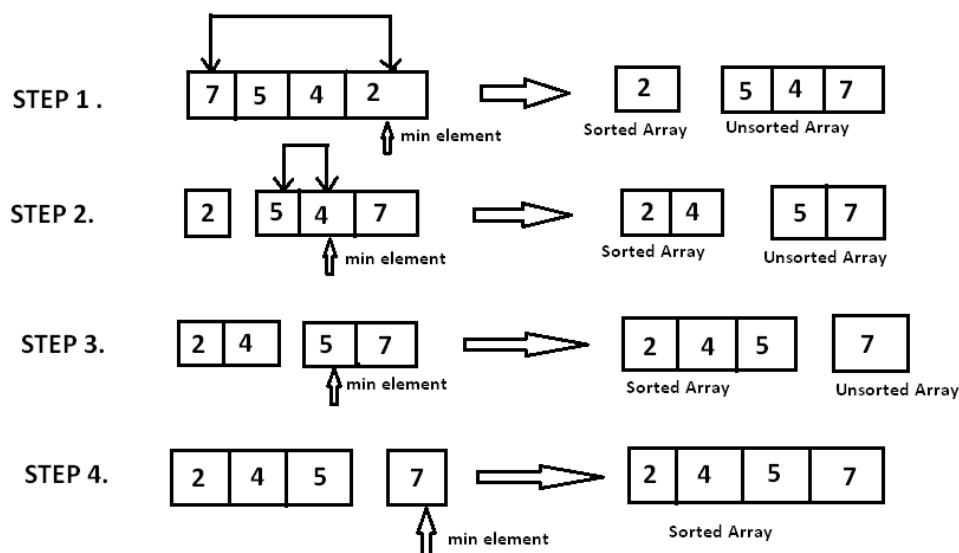 STEP 1 .
7 5 4 2
min element
2
Sorted Array
5 4 7
Unsorted Array
STEP 2.
2
5 4 7
min element
2 4
Sorted Array
5 7
Unsorted Array
STEP 3.
2 4
5 7
min element
2 4 5
Sorted Array
7
Unsorted Array
STEP 4.
2 4 5
7
min element
2 4 5 7
Sorted Array